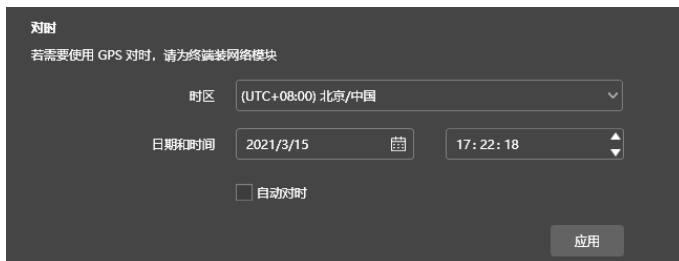 对时
若需要使用 GPS 对时，请为终端装网络模块
时区 (UTC+08:00) 北京/中国
日期和时间 2021/3/15 17:22:18
自动对时
应用